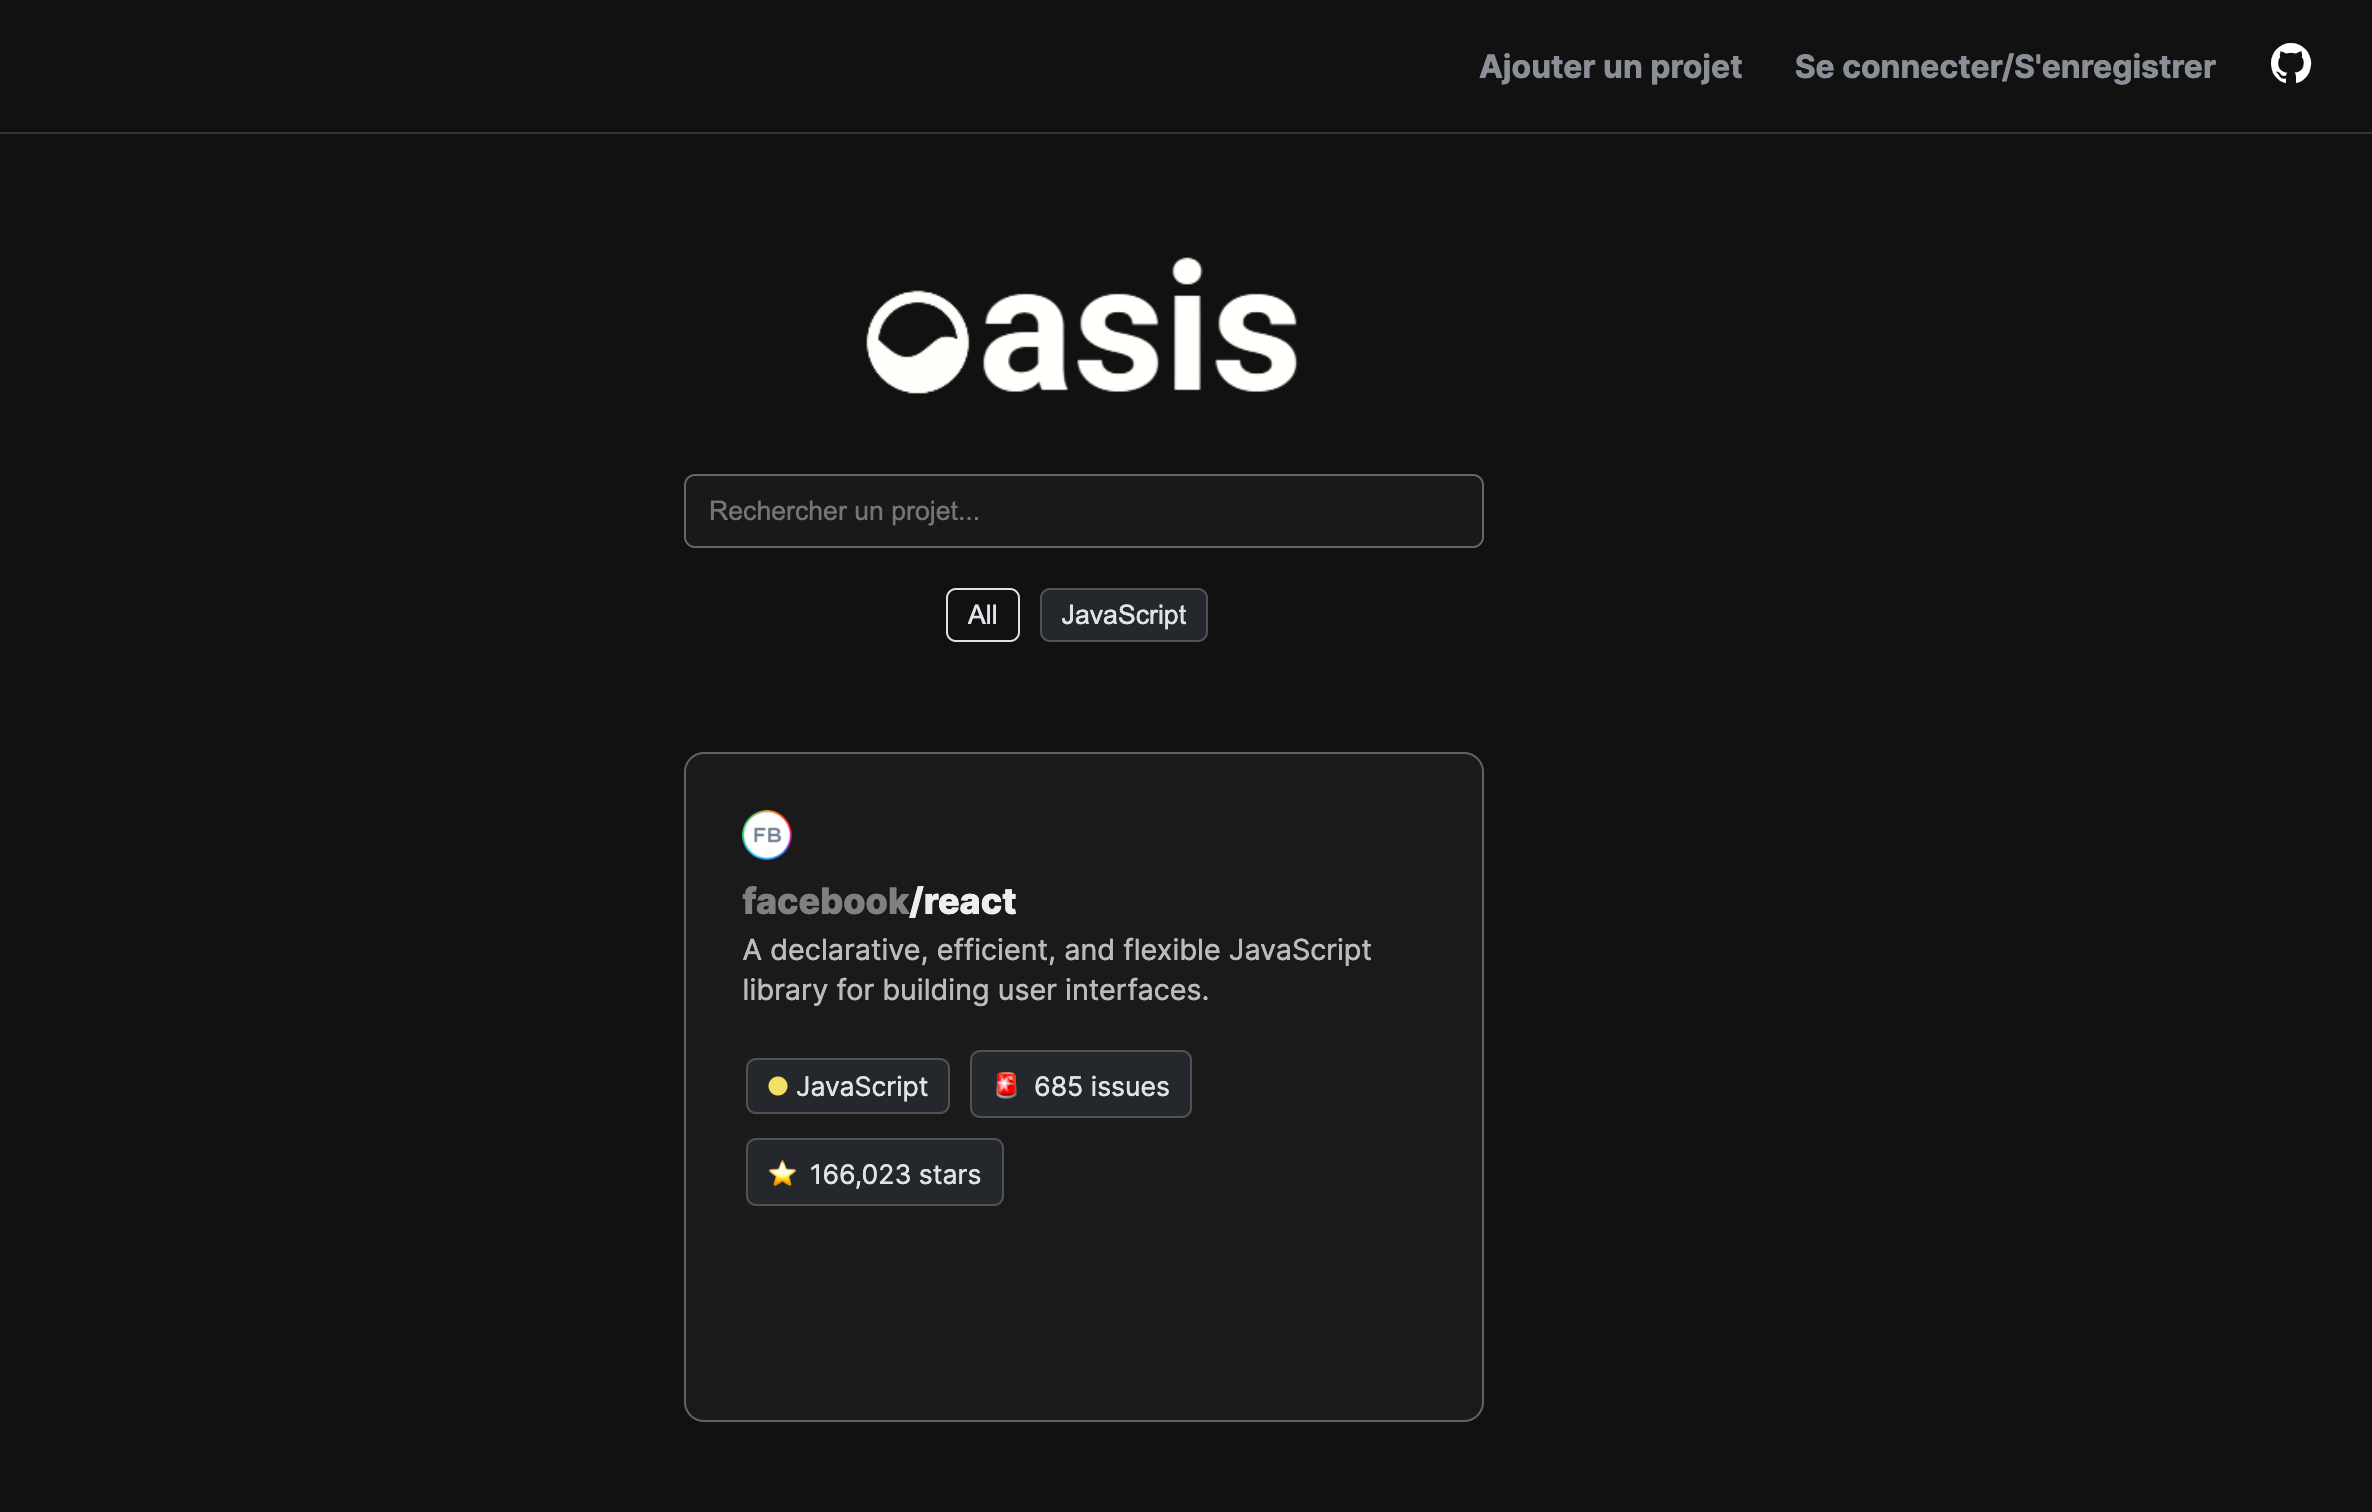 Ajouter un projet
Se connecter/S'enregistrer
oasis
Rechercher un projet...
All
JavaScript
FB
facebook/react
A declarative, efficient, and flexible JavaScript
library for building user interfaces.
JavaScript
685 issues
166,023 stars